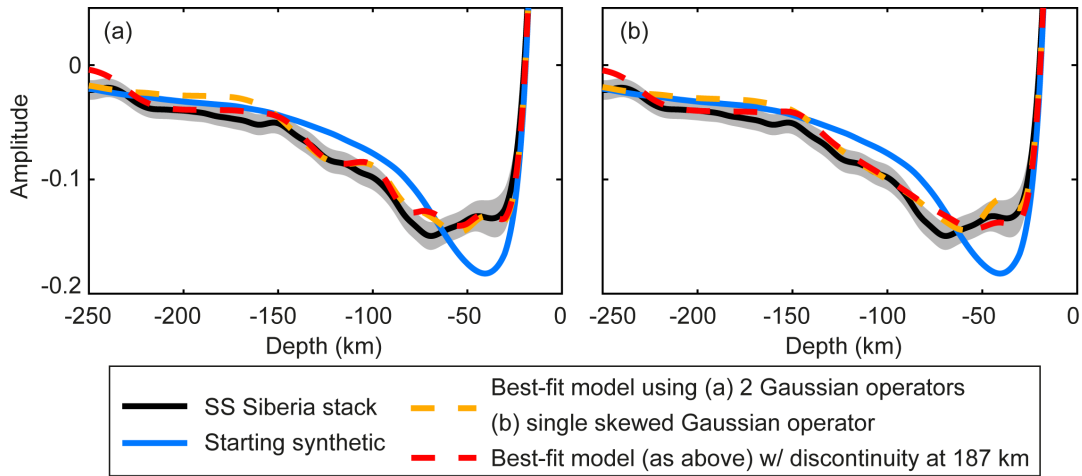 (a)
(b)
0
-0.1
-0.2
Amplitude
-250 -200 -150 -100 -50 0
-250 -200 -150 -100 -50 0
Depth (km)
Depth (km)
SS Siberia stack
Starting synthetic
Best-fit model using (a) 2 Gaussian operators
(b) single skewed Gaussian operator
Best-fit model (as above) w/ discontinuity at 187 km